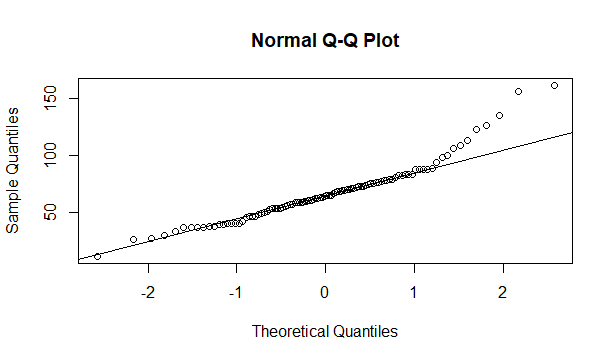 Normal Q-Q Plot
Sample Quantiles
150
100
50
-2 -1 0 1 2
Theoretical Quantiles